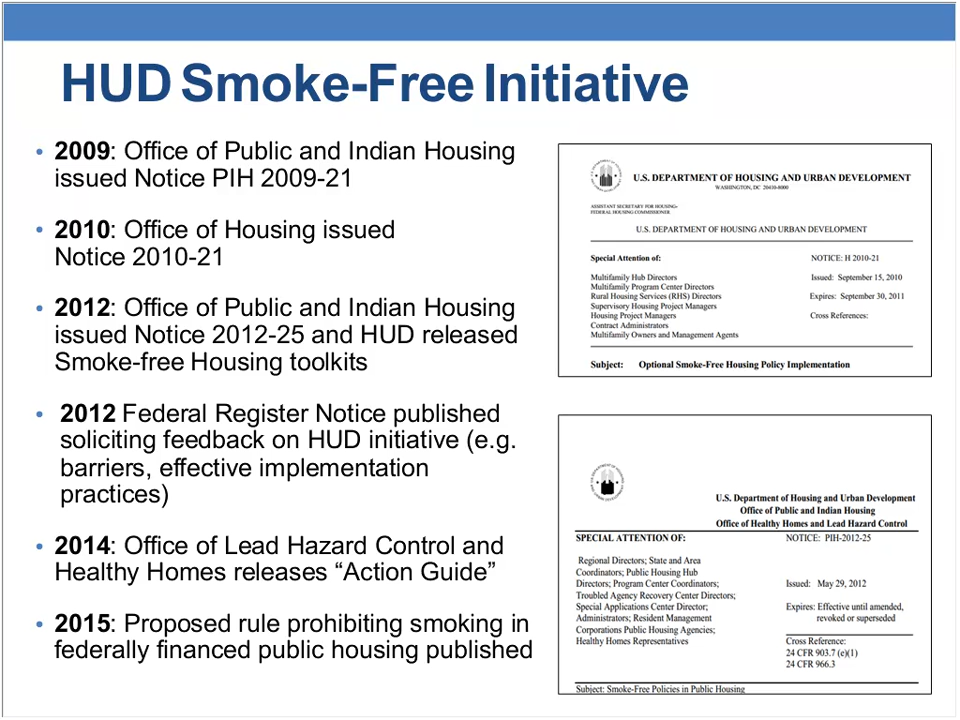 HUD Smoke-Free Initiative
• 2009: Office of Public and Indian Housing
issued Notice PIH 2009-21
• 2010: Office of Housing issued
Notice 2010-21
• 2012: Office of Public and Indian Housing
issued Notice 2012-25 and HUD released
Smoke-free Housing toolkits
• 2012 Federal Register Notice published
soliciting feedback on HUD initiative (e.g.
barriers, effective implementation
practices)
• 2014: Office of Lead Hazard Control and
Healthy Homes releases “Action Guide”
• 2015: Proposed rule prohibiting smoking in
federally financed public housing published
U.S. DEPARTMENT OF HOUSING AND URBAN DEVELOPMENT
WASHINGTON, DC 20410-8000
ASSISTANT SECRETARY FOR HOUSING-
FEDERAL HOUSING COMMISSIONER
U.S. DEPARTMENT OF HOUSING AND URBAN DEVELOPMENT
Special Attention of: NOTICE: H 2010-21
Multifamily Hub Directors Issued: September 15, 2010
Multifamily Program Center Directors
Rural Housing Services (RHS) Directors Expires: September 30, 2011
Supervisory Housing Project Managers
Housing Project Managers Cross References:
Contract Administrators
Multifamily Owners and Management Agents
Subject: Optional Smoke-Free Housing Policy Implementation
U.S. Department of Housing and Urban Development
Office of Public and Indian Housing
Office of Healthy Homes and Lead Hazard Control
SPECIAL ATTENTION OF: NOTICE: PIH-2012-25
Regional Directors; State and Area
Coordinators; Public Housing Hub
Directors; Program Center Coordinators; Issued: May 29, 2012
Troubled Agency Recovery Center Directors;
Special Applications Center Director; Expires: Effective until amended,
Administrators; Resident Management revoked or superseded
Corporations Public Housing Agencies;
Healthy Homes Representatives Cross Reference:
24 CFR 903.7 (e)(1)
24 CFR 966.3
Subject: Smoke-Free Policies in Public Housing